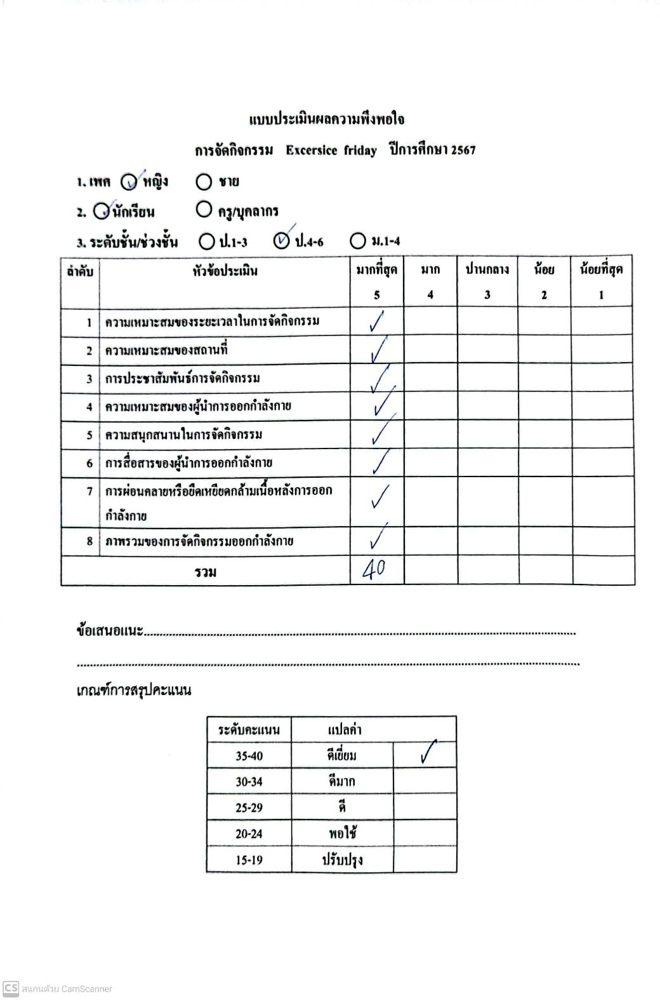 แบบประเมินผลความพึงพอใจ
การจัดกิจกรรม Excersice friday ปีการศึกษา 2567
1. เพศ หญิง ชาย
2. นักเรียน ครู/บุคลากร
3. ระดับชั้น/ช่วงชั้น ป.1-3 ป.4-6 ม.1-4
ลำดับ หัวข้อประเมิน มากที่สุด มาก ปานกลาง น้อย น้อยที่สุด
5 4 3 2 1
1 ความเหมาะสมของระยะเวลาในการจัดกิจกรรม
2 ความเหมาะสมของสถานที่
3 การประชาสัมพันธ์การจัดกิจกรรม
4 ความเหมาะสมของผู้นำการออกกำลังกาย
5 ความสนุกสนานในการจัดกิจกรรม
6 การสื่อสารของผู้นำการออกกำลังกาย
7 การผ่อนคลายหรือยืดเหยียดกล้ามเนื้อหลังการออก
กำลังกาย
8 ภาพรวมของการจัดกิจกรรมออกกำลังกาย
รวม 40
ข้อเสนอแนะ
เกณฑ์การสรุปคะแนน
ระดับคะแนน แปลค่า
35-40 ดีเยี่ยม
30-34 ดีมาก
25-29 ดี
20-24 พอใช้
15-19 ปรับปรุง
CS สแกนด้วย CamScanner